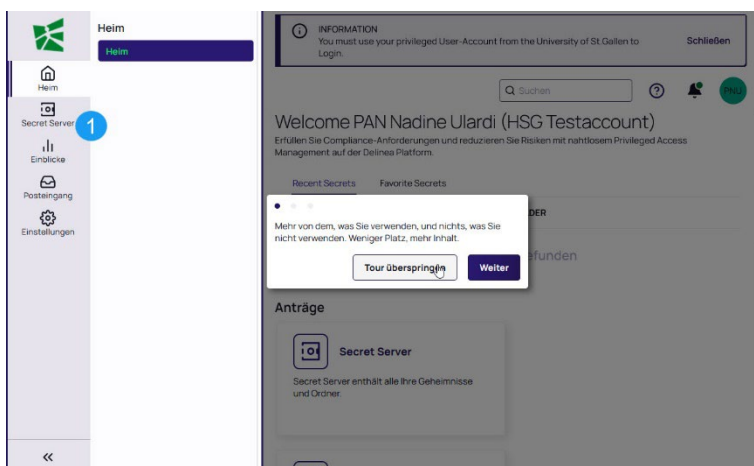 Heim
Secret Server
1
Einblicke
Posteingang
Einstellungen
«
Heim
Heim
INFORMATION
You must use your privileged User-Account from the University of St.Gallen to
Login.
Schließen
Suchen
PNU
Welcome PAN Nadine Ulardi (HSG Testaccount)
Erfüllen Sie Compliance-Anforderungen und reduzieren Sie Risiken mit nahtlosem Privileged Access
Management auf der Delinea Platform.
Recent Secrets Favorite Secrets
DER
Mehr von dem, was Sie verwenden, und nichts, was Sie
nicht verwenden. Weniger Platz, mehr Inhalt.
efunden
Tour überspringen Weiter
Anträge
Secret Server
Secret Server enthält alle Ihre Geheimnisse
und Ordner.